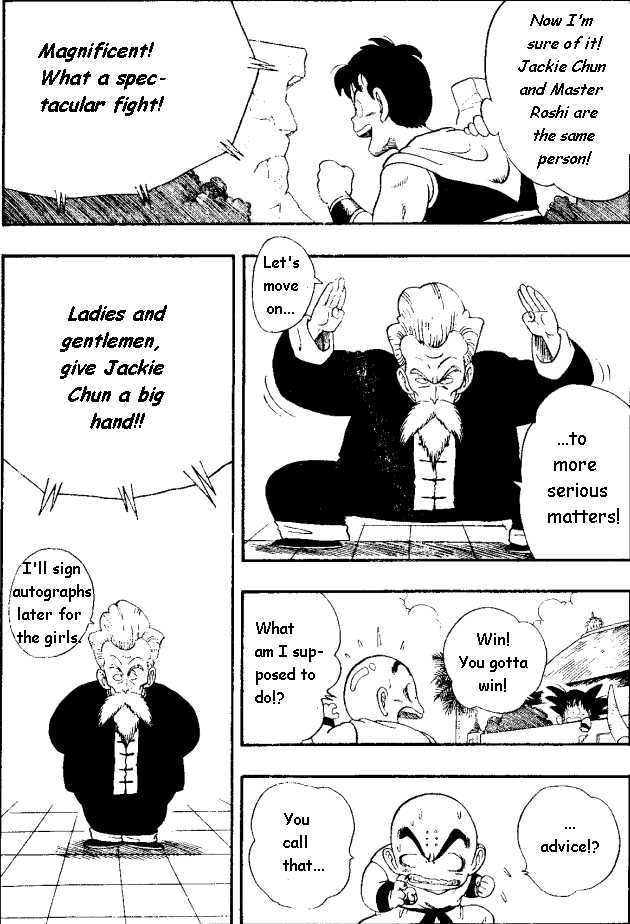 Magnificent!
What a spec-
tacular fight!
Now I'm
sure of it!
Jackie Chun
and Master
Roshi are
the same
person!
Ladies and
gentlemen,
give Jackie
Chun a big
hand!!
I'll sign
autographs
later for
the girls.
Let's
move
on...
...to
more
serious
matters!
What
am I sup-
posed to
do!?
Win!
You gotta
win!
You
call
that...
...
advice!?